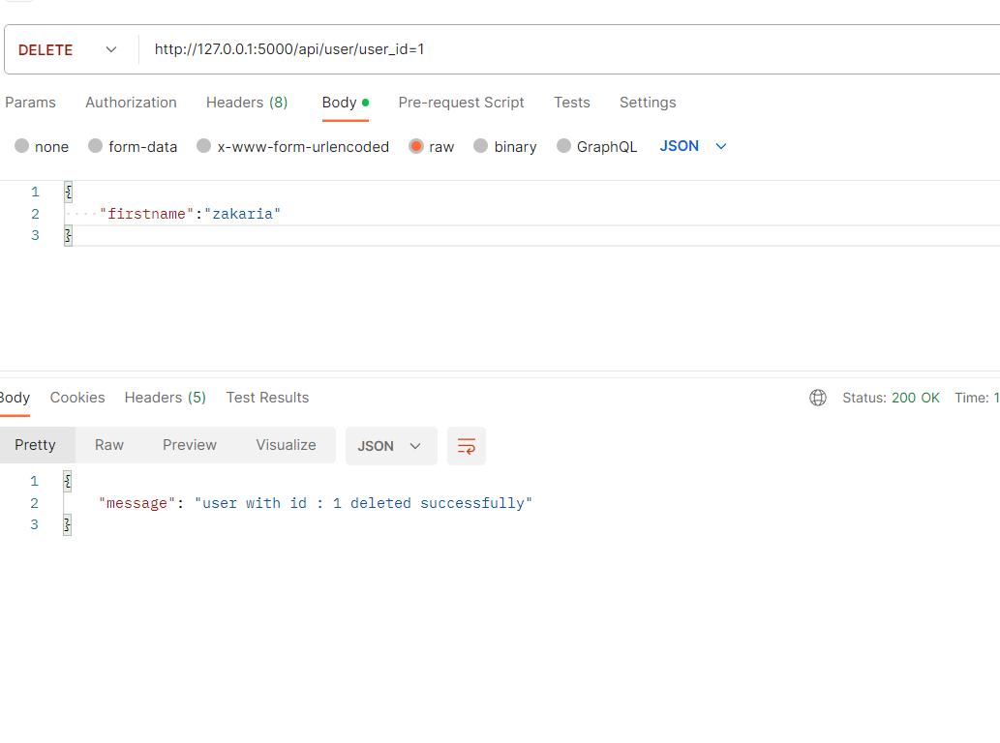 DELETE http://127.0.0.1:5000/api/user/user_id=1
Params Authorization Headers (8) Body Pre-request Script Tests Settings
none form-data x-www-form-urlencoded raw binary GraphQL JSON
1 {
2 "firstname":"zakaria"
3 }
Body Cookies Headers (5) Test Results Status: 200 OK Time: 1
Pretty Raw Preview Visualize JSON
1 {
2 "message": "user with id : 1 deleted successfully"
3 }